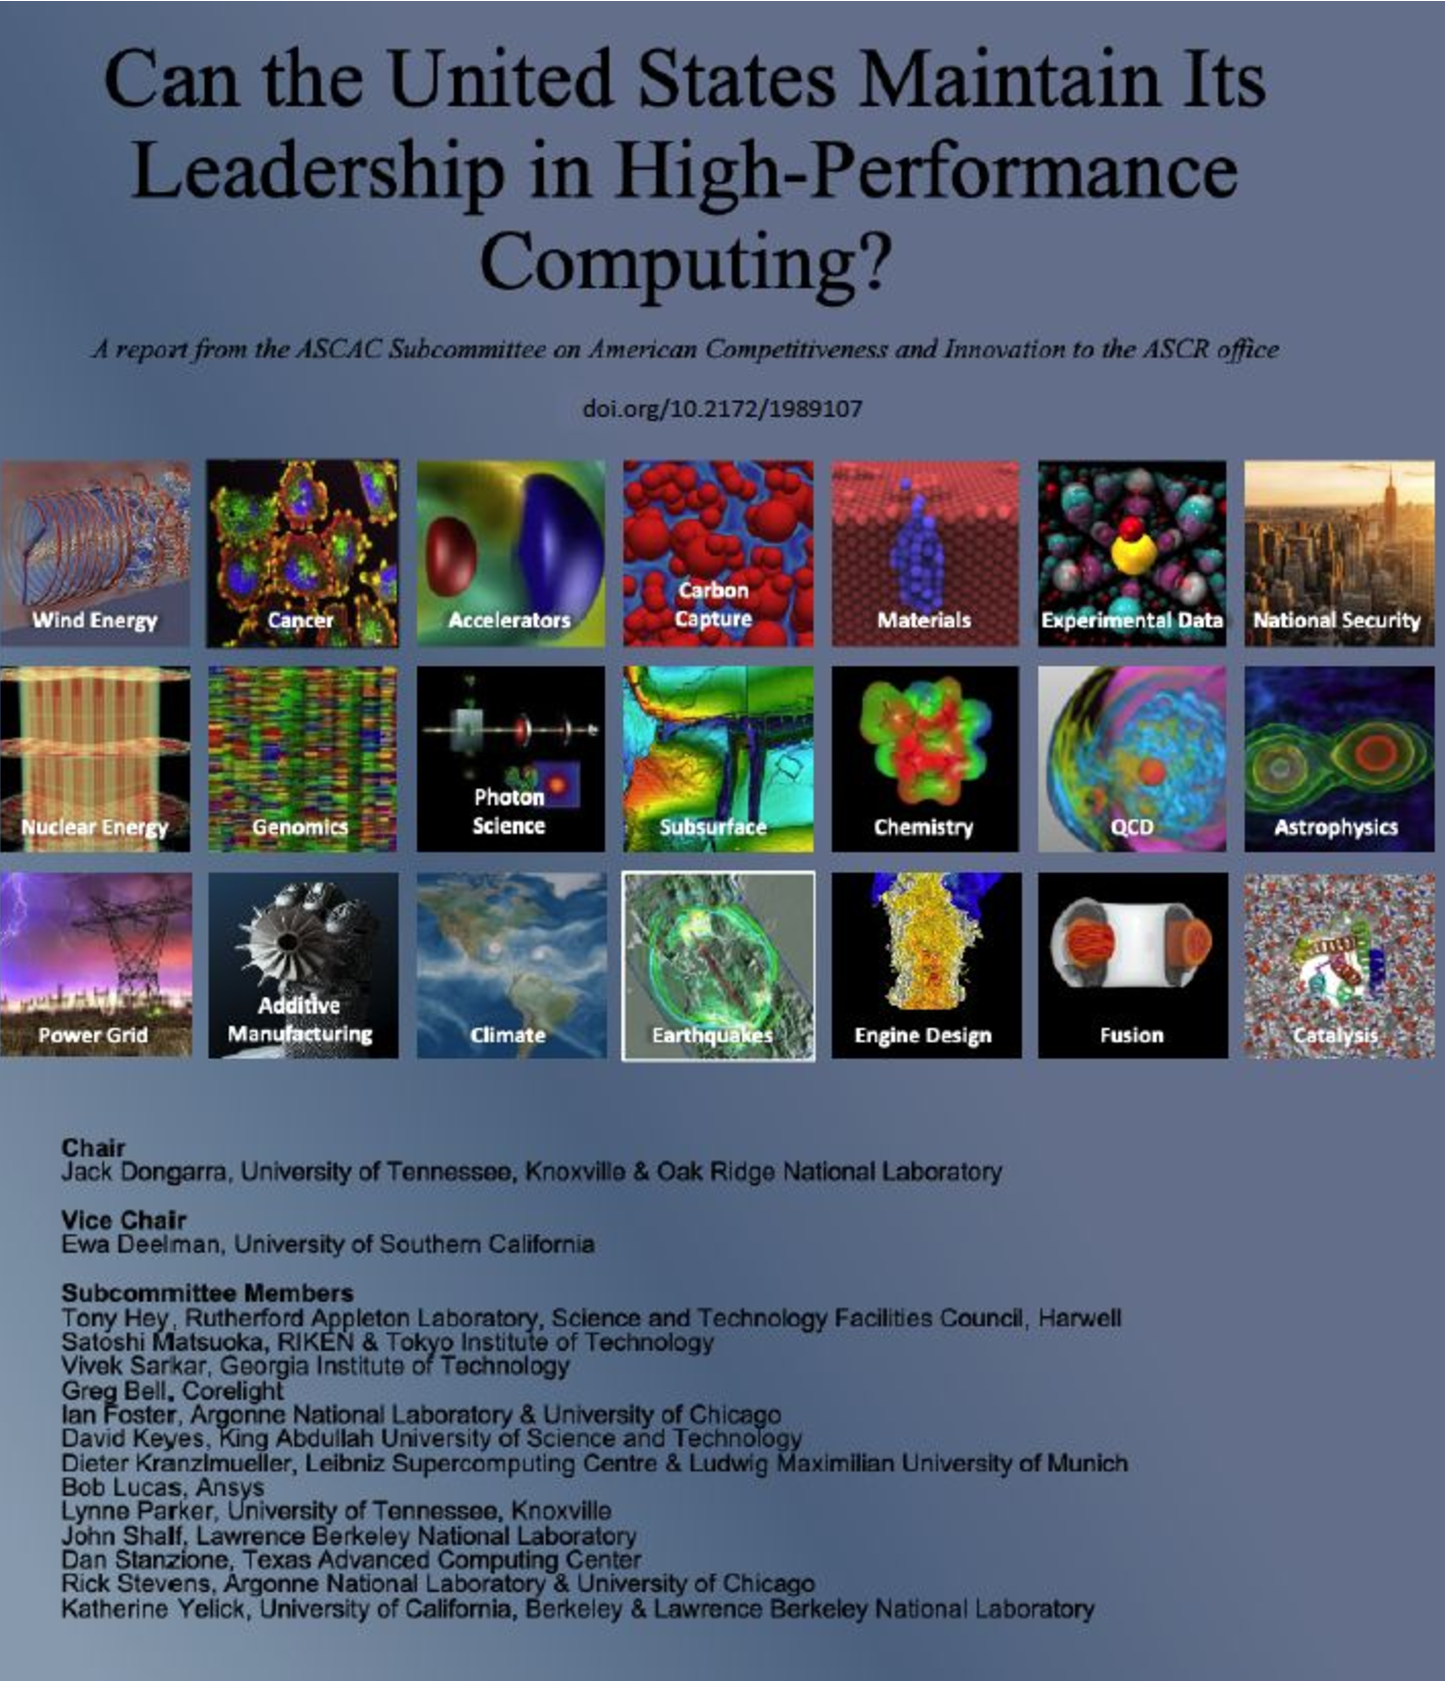 Can the United States Maintain Its
Leadership in High-Performance
Computing?
A report from the ASCAC Subcommittee on American Competitiveness and Innovation to the ASCR office
doi.org/10.2172/1989107
Wind Energy
Cancer
Accelerators
Carbon
Capture
Materials
Experimental Data
National Security
Nuclear Energy
Genomics
Photon
Science
Subsurface
Chemistry
QCD
Astrophysics
Power Grid
Additive
Manufacturing
Climate
Earthquakes
Engine Design
Fusion
Catalysis
Chair
Jack Dongarra, University of Tennessee, Knoxville & Oak Ridge National Laboratory
Vice Chair
Ewa Deelman, University of Southern California
Subcommittee Members
Tony Hey, Rutherford Appleton Laboratory, Science and Technology Facilities Council, Harwell
Satoshi Matsuoka, RIKEN & Tokyo Institute of Technology
Vivek Sarkar, Georgia Institute of Technology
Greg Bell, Corelight
Ian Foster, Argonne National Laboratory & University of Chicago
David Keyes, King Abdullah University of Science and Technology
Dieter Kranzlmueller, Leibniz Supercomputing Centre & Ludwig Maximilian University of Munich
Bob Lucas, Ansys
Lynne Parker, University of Tennessee, Knoxville
John Shalf, Lawrence Berkeley National Laboratory
Dan Stanzione, Texas Advanced Computing Center
Rick Stevens, Argonne National Laboratory & University of Chicago
Katherine Yelick, University of California, Berkeley & Lawrence Berkeley National Laboratory